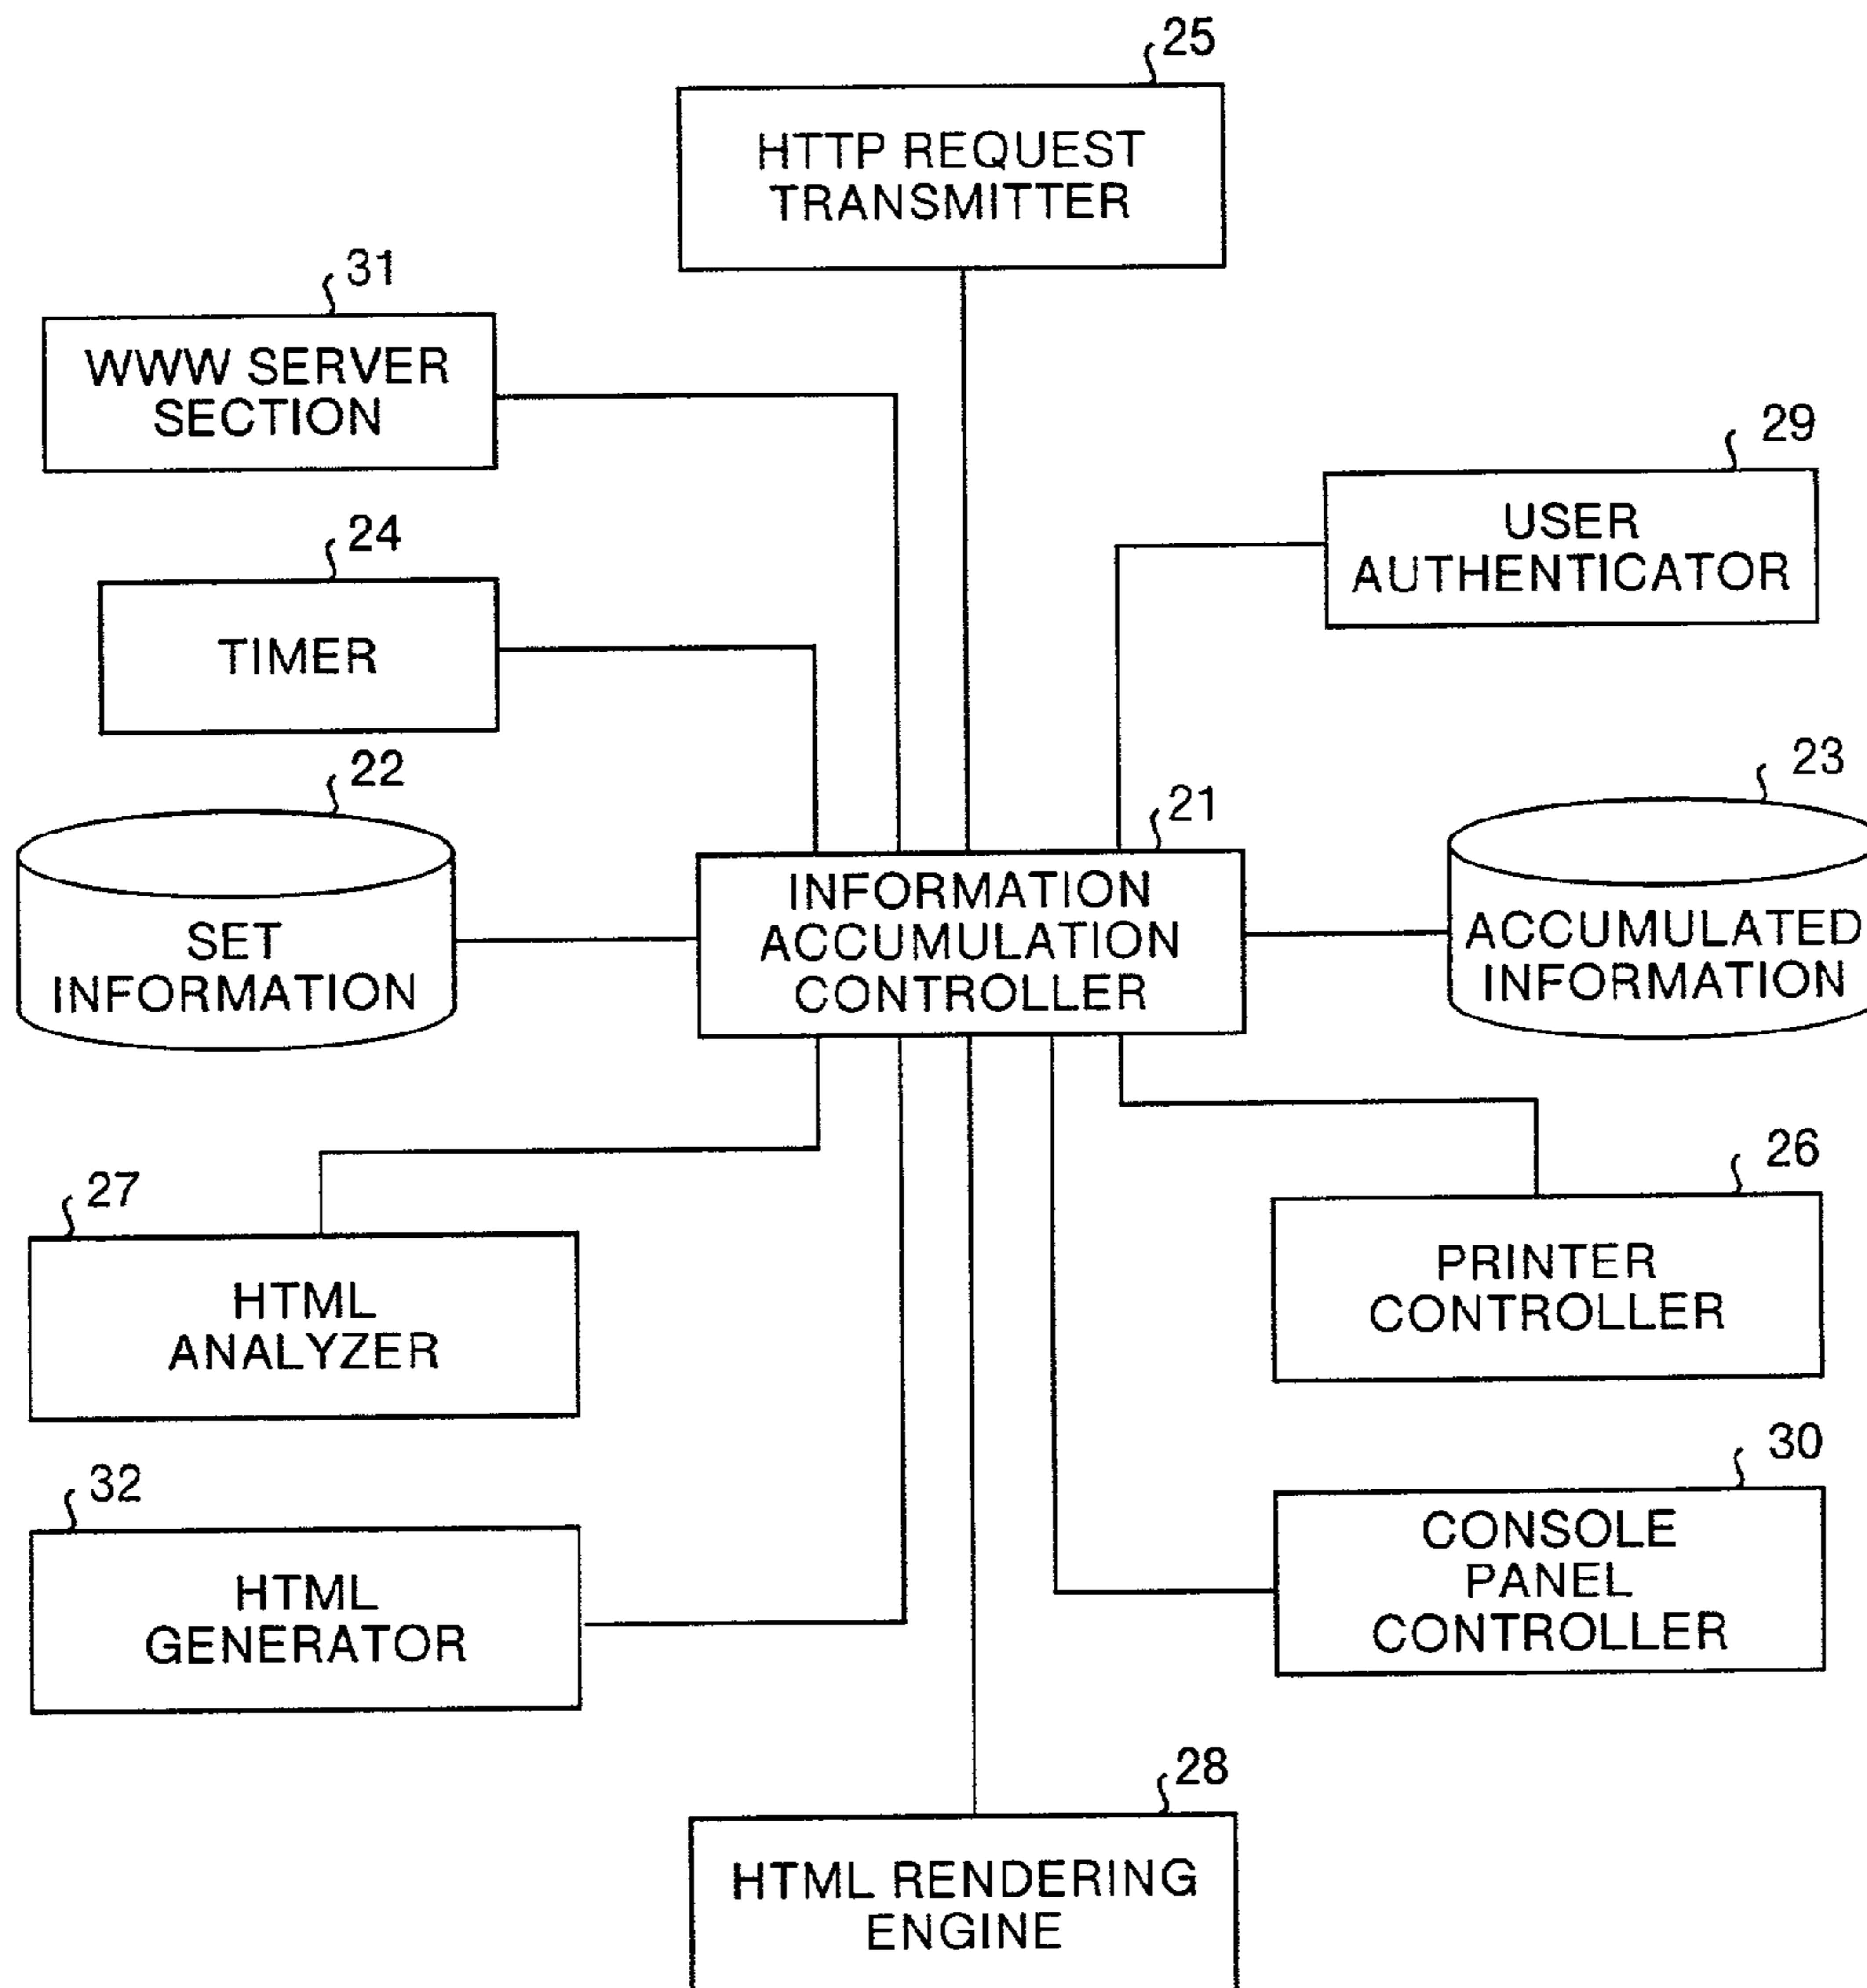 25
HTTP REQUEST
TRANSMITTER
31
WWW SERVER
SECTION
29
USER
AUTHENTICATOR
24
TIMER
22
SET
INFORMATION
21
INFORMATION
ACCUMULATION
CONTROLLER
23
ACCUMULATED
INFORMATION
27
HTML
ANALYZER
26
PRINTER
CONTROLLER
32
HTML
GENERATOR
30
CONSOLE
PANEL
CONTROLLER
28
HTML RENDERING
ENGINE